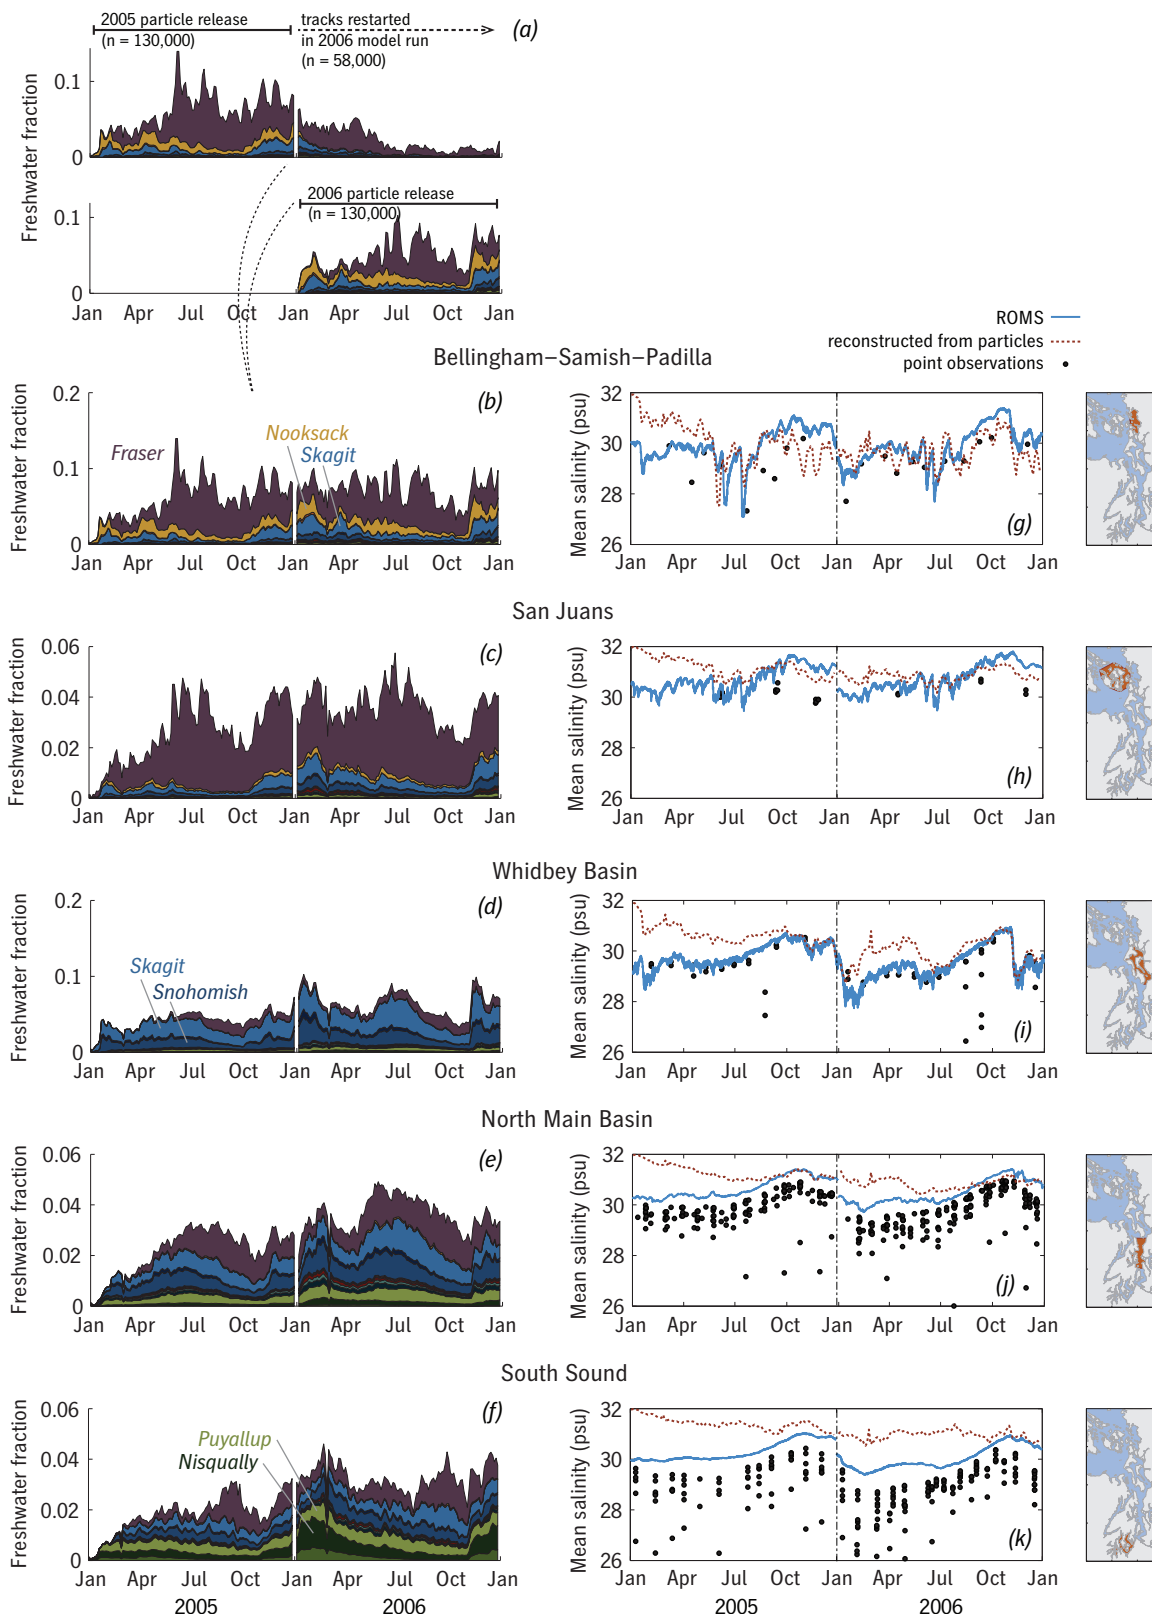 2005 particle release
(n = 130,000)
tracks restarted
in 2006 model run
(n = 58,000)
(a)
Freshwater fraction
0.1
0
2006 particle release
(n = 130,000)
0.1
0
Jan Apr Jul Oct Jan Apr Jul Oct Jan
ROMS
reconstructed from particles
point observations
Bellingham–Samish–Padilla
(b)
Freshwater fraction
0.2
0.1
0
Fraser
Nooksack
Skagit
Jan Apr Jul Oct Jan Apr Jul Oct Jan
(g)
Mean salinity (psu)
32
30
28
26
Jan Apr Jul Oct Jan Apr Jul Oct Jan
San Juans
(c)
Freshwater fraction
0.06
0.04
0.02
0
Jan Apr Jul Oct Jan Apr Jul Oct Jan
(h)
Mean salinity (psu)
32
30
28
26
Jan Apr Jul Oct Jan Apr Jul Oct Jan
Whidbey Basin
(d)
Freshwater fraction
0.2
0.1
0
Skagit
Snohomish
Jan Apr Jul Oct Jan Apr Jul Oct Jan
(i)
Mean salinity (psu)
32
30
28
26
Jan Apr Jul Oct Jan Apr Jul Oct Jan
North Main Basin
(e)
Freshwater fraction
0.06
0.04
0.02
0
Jan Apr Jul Oct Jan Apr Jul Oct Jan
(j)
Mean salinity (psu)
32
30
28
26
Jan Apr Jul Oct Jan Apr Jul Oct Jan
South Sound
(f)
Freshwater fraction
0.06
0.04
0.02
0
Puyallup
Nisqually
Jan Apr Jul Oct Jan Apr Jul Oct Jan
2005 2006
(k)
Mean salinity (psu)
32
30
28
26
Jan Apr Jul Oct Jan Apr Jul Oct Jan
2005 2006